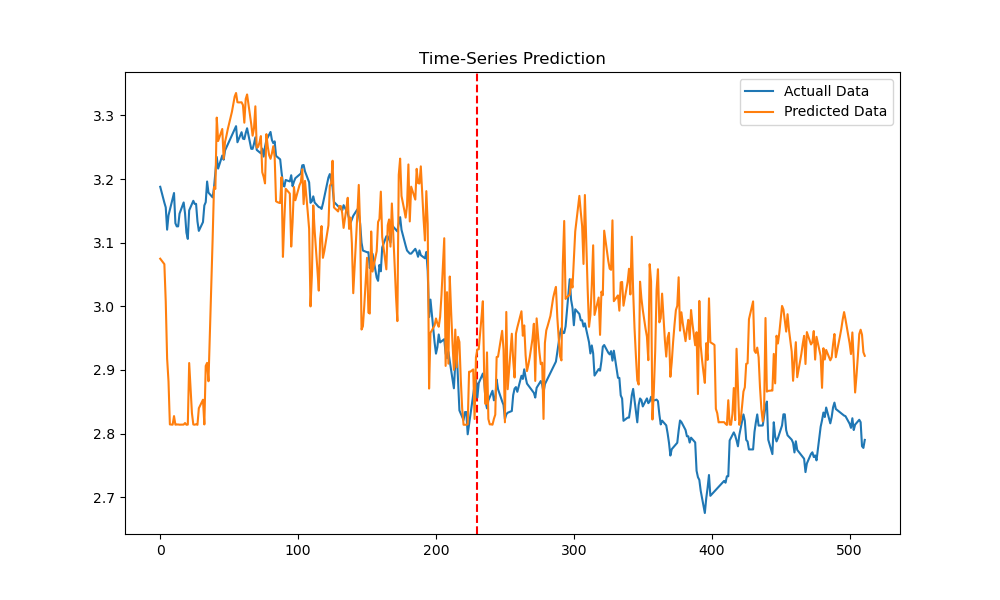 Time-Series Prediction
Actuall Data
Predicted Data
3.3
3.2
3.1
3.0
2.9
2.8
2.7
0 100 200 300 400 500